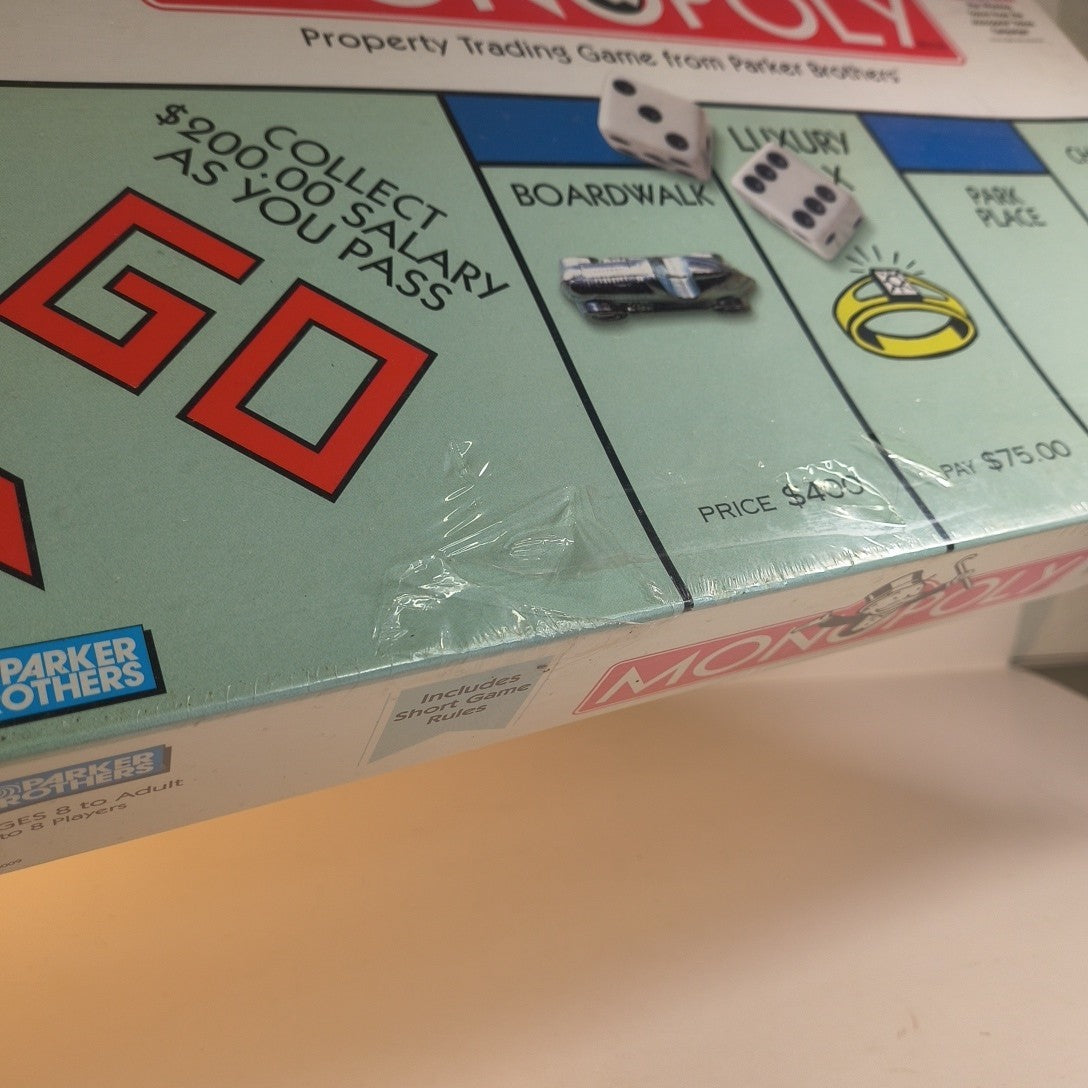 MONOPOLY
Property Trading Game from Parker Brothers
COLLECT
$200.00 SALARY
AS YOU PASS
GO
BOARDWALK
PRICE $400
LUXURY
PAY $75.00
PARK
PLACE
PARKER
BROTHERS
Includes
Short Game
Rules
MONOPOLY
PARKER
BROTHERS
AGES 8 to Adult
to 8 Players